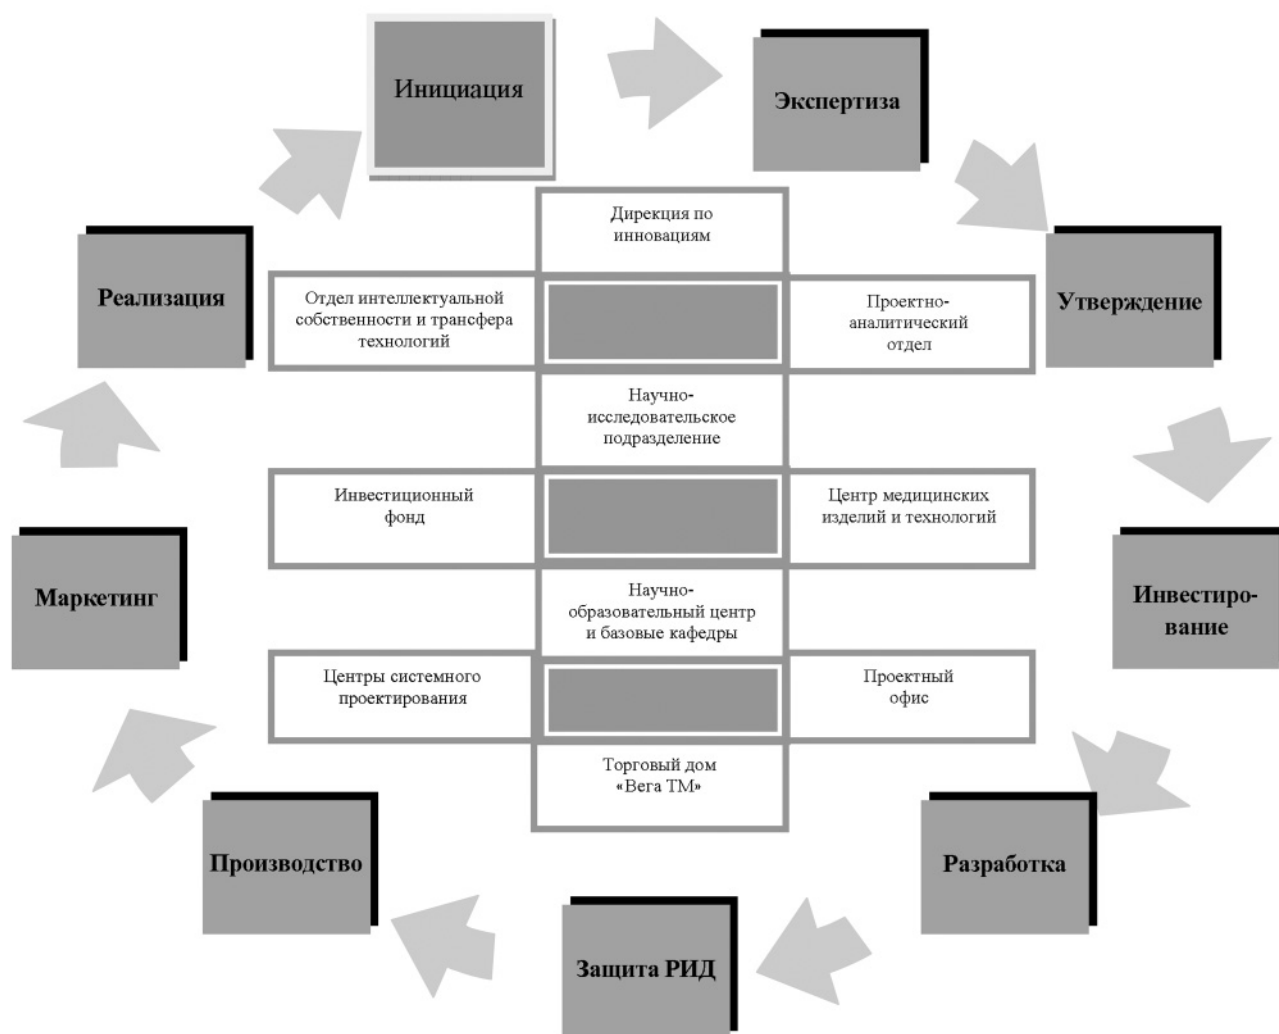 Инициация
Экспертиза
Дирекция по
инновациям
Реализация
Отдел интеллектуальной
собственности и трансфера
технологий
Проектно-
аналитический
отдел
Утверждение
Научно-
исследовательское
подразделение
Инвестиционный
фонд
Центр медицинских
изделий и технологий
Маркетинг
Научно-
образовательный центр
и базовые кафедры
Инвестиро-
вание
Центры системного
проектирования
Проектный
офис
Торговый дом
«Вега ТМ»
Производство
Разработка
Защита РИД